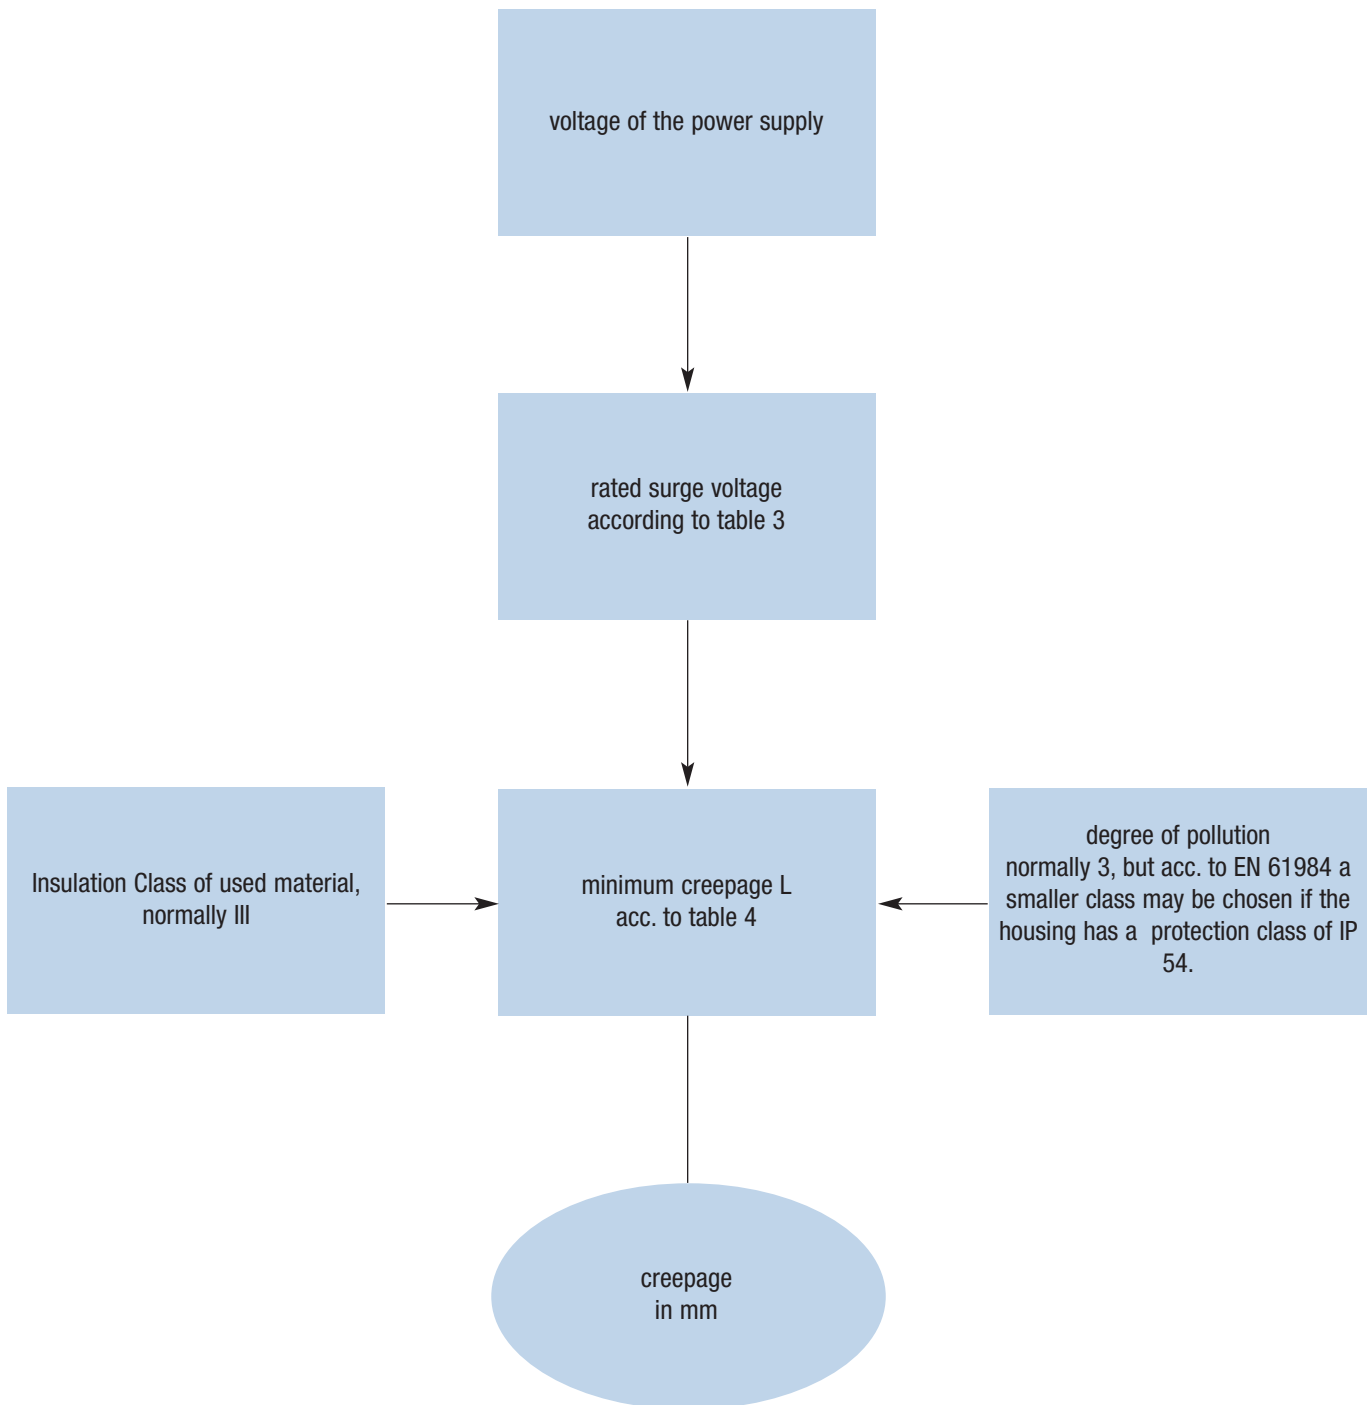 voltage of the power supply
rated surge voltage
according to table 3
Insulation Class of used material,
normally III
minimum creepage L
acc. to table 4
degree of pollution
normally 3, but acc. to EN 61984 a
smaller class may be chosen if the
housing has a  protection class of IP
54.
creepage
in mm